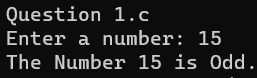 Question 1.c
Enter a number: 15
The Number 15 is Odd.